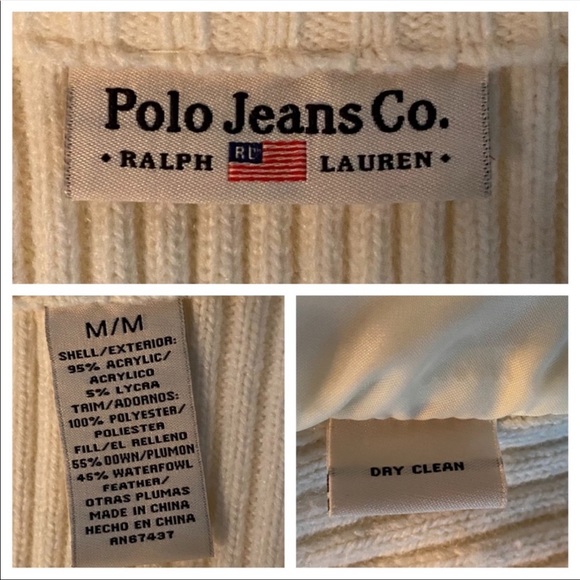 Polo Jeans Co.
• RALPH RL LAUREN •
M/M
SHELL/EXTERIOR:
95% ACRYLIC/
ACRYLICO
5% LYCRA
TRIM/ADORNOS:
100% POLYESTER/
POLIESTER
FILL/EL RELLENO
55% DOWN/PLUMON
45% WATERFOWL
FEATHER/
OTRAS PLUMAS
MADE IN CHINA
HECHO EN CHINA
RN67437
DRY CLEAN